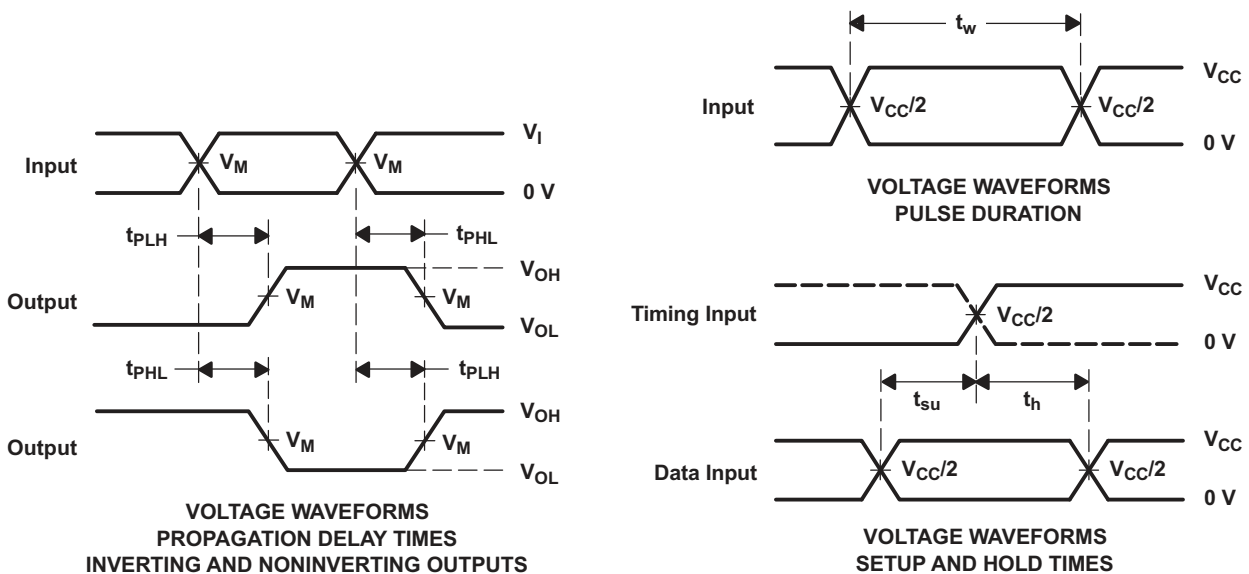 Input
V_M
V_M
V_I
0 V
t_PLH
t_PHL
Output
V_M
V_M
V_OH
V_OL
t_PHL
t_PLH
Output
V_M
V_M
V_OH
V_OL
VOLTAGE WAVEFORMS
PROPAGATION DELAY TIMES
INVERTING AND NONINVERTING OUTPUTS
t_w
Input
V_CC/2
V_CC/2
V_CC
0 V
VOLTAGE WAVEFORMS
PULSE DURATION
Timing Input
V_CC/2
V_CC
0 V
t_su
t_h
Data Input
V_CC/2
V_CC/2
V_CC
0 V
VOLTAGE WAVEFORMS
SETUP AND HOLD TIMES